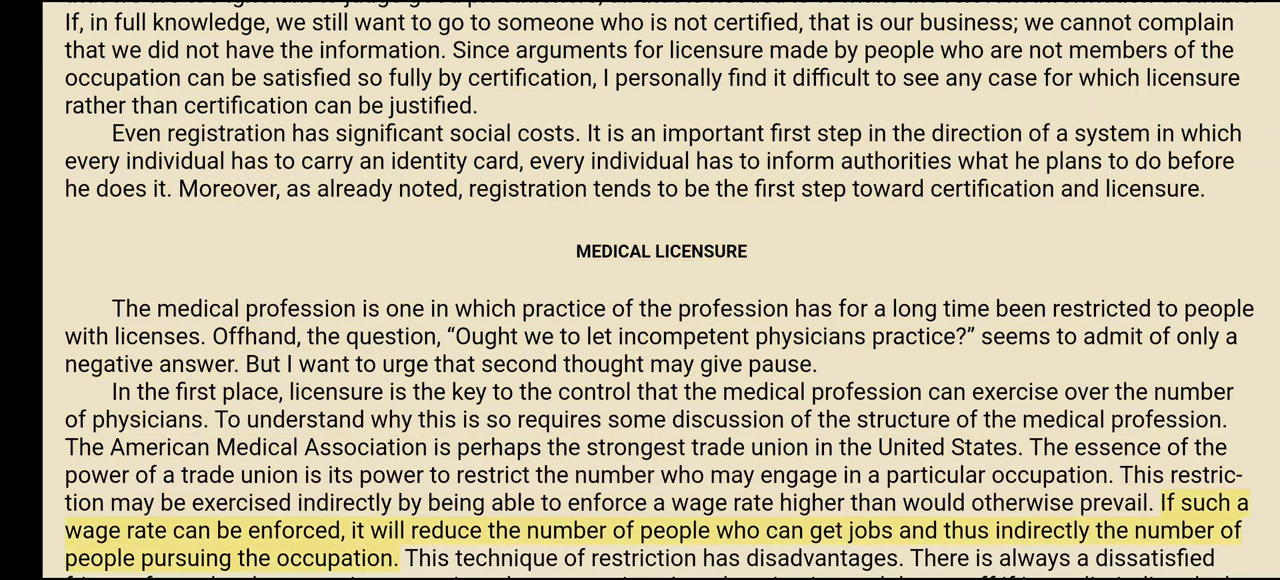 If, in full knowledge, we still want to go to someone who is not certified, that is our business; we cannot complain
that we did not have the information. Since arguments for licensure made by people who are not members of the
occupation can be satisfied so fully by certification, I personally find it difficult to see any case for which licensure
rather than certification can be justified.
Even registration has significant social costs. It is an important first step in the direction of a system in which
every individual has to carry an identity card, every individual has to inform authorities what he plans to do before
he does it. Moreover, as already noted, registration tends to be the first step toward certification and licensure.
MEDICAL LICENSURE
The medical profession is one in which practice of the profession has for a long time been restricted to people
with licenses. Offhand, the question, “Ought we to let incompetent physicians practice?” seems to admit of only a
negative answer. But I want to urge that second thought may give pause.
In the first place, licensure is the key to the control that the medical profession can exercise over the number
of physicians. To understand why this is so requires some discussion of the structure of the medical profession.
The American Medical Association is perhaps the strongest trade union in the United States. The essence of the
power of a trade union is its power to restrict the number who may engage in a particular occupation. This restric-
tion may be exercised indirectly by being able to enforce a wage rate higher than would otherwise prevail. If such a
wage rate can be enforced, it will reduce the number of people who can get jobs and thus indirectly the number of
people pursuing the occupation. This technique of restriction has disadvantages. There is always a dissatisfied